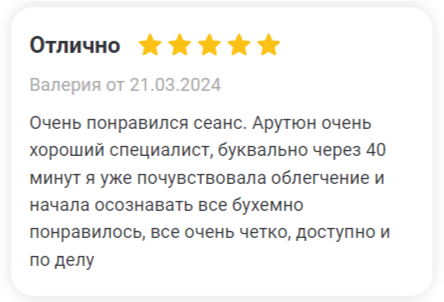 Отлично
Валерия от 21.03.2024
Очень понравился сеанс. Арутюн очень
хороший специалист, буквально через 40
минут я уже почувствовала облегчение и
начала осознавать все бухемно
понравилось, все очень четко, доступно и
по делу